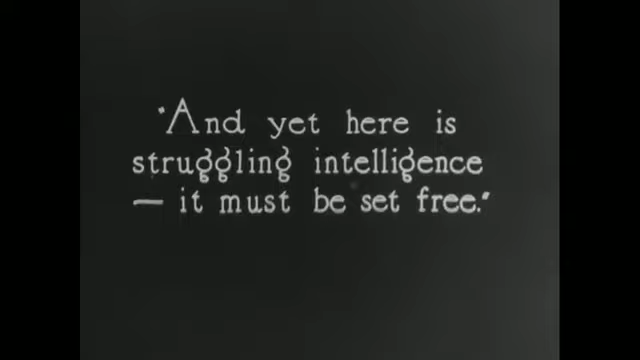 "And yet here is
struggling intelligence
— it must be set free."